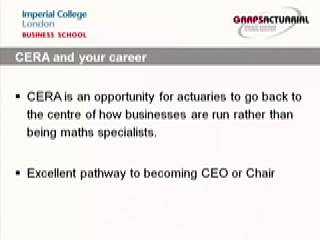 Imperial College
London
BUSINESS SCHOOL
GAAPSACTUARIAL
CERA and your career
▪ CERA is an opportunity for actuaries to go back to
the centre of how businesses are run rather than
being maths specialists.
▪ Excellent pathway to becoming CEO or Chair